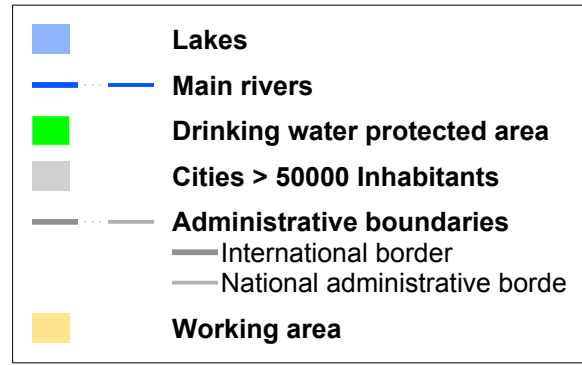 Lakes
Main rivers
Drinking water protected area
Cities > 50000 Inhabitants
Administrative boundaries
International border
National administrative borde
Working area